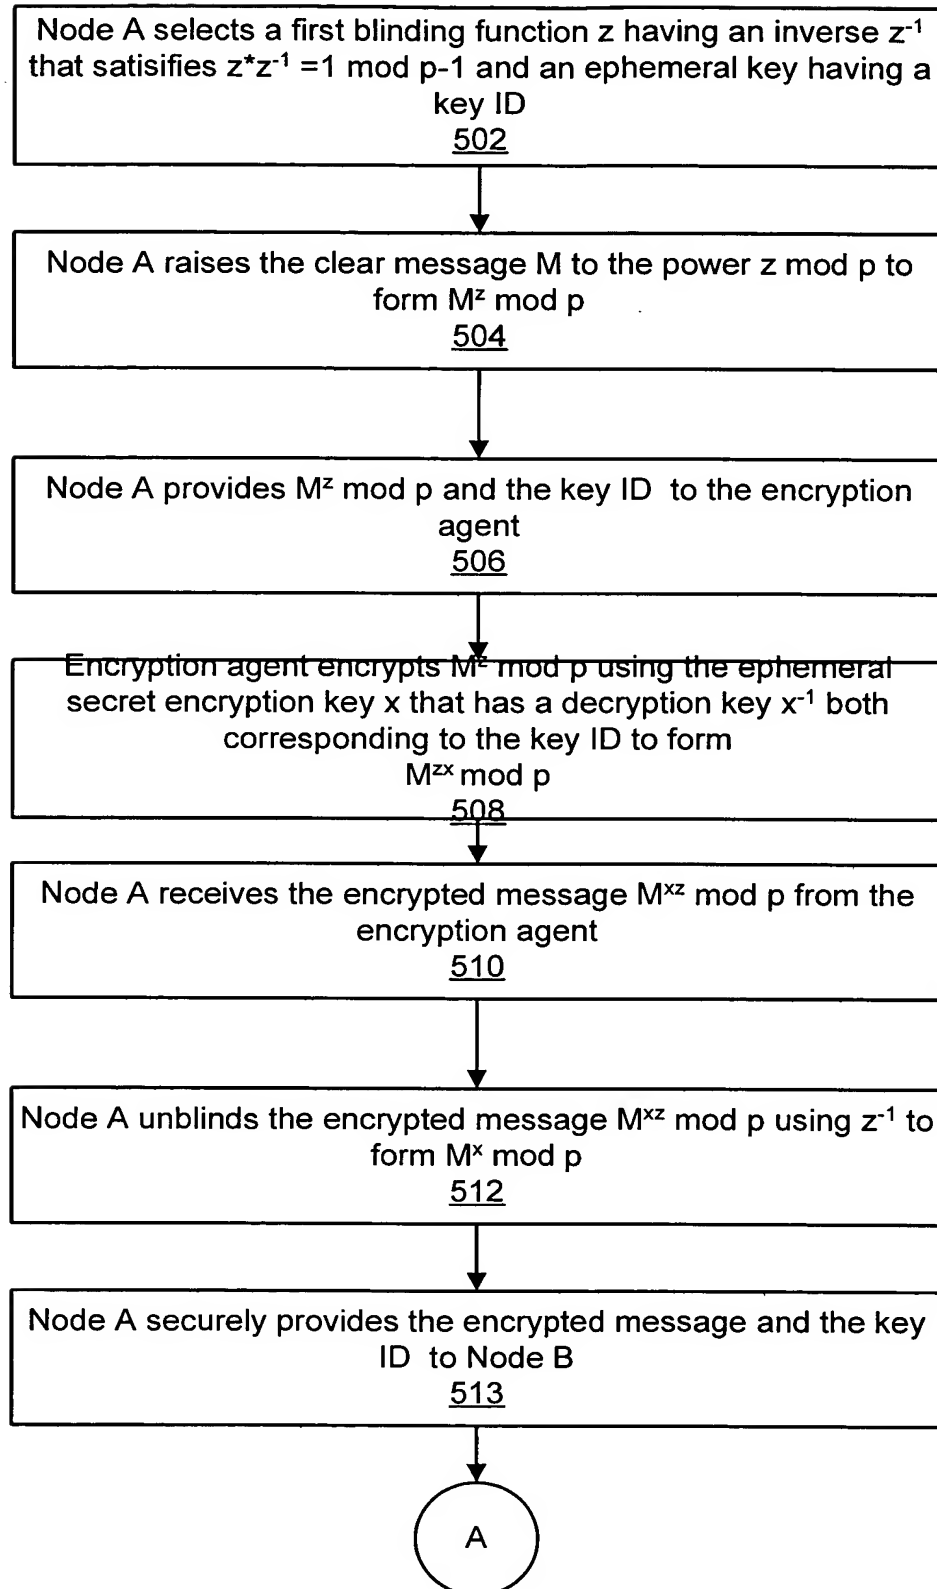 Node A selects a first blinding function z having an inverse z⁻¹
that satisifies z*z⁻¹ =1 mod p-1 and an ephemeral key having a
key ID
502
Node A raises the clear message M to the power z mod p to
form Mᶻ mod p
504
Node A provides Mᶻ mod p and the key ID to the encryption
agent
506
Encryption agent encrypts Mᶻ mod p using the ephemeral
secret encryption key x that has a decryption key x⁻¹ both
corresponding to the key ID to form
Mᶻˣ mod p
508
Node A receives the encrypted message Mˣᶻ mod p from the
encryption agent
510
Node A unblinds the encrypted message Mˣᶻ mod p using z⁻¹ to
form Mˣ mod p
512
Node A securely provides the encrypted message and the key
ID to Node B
513
A